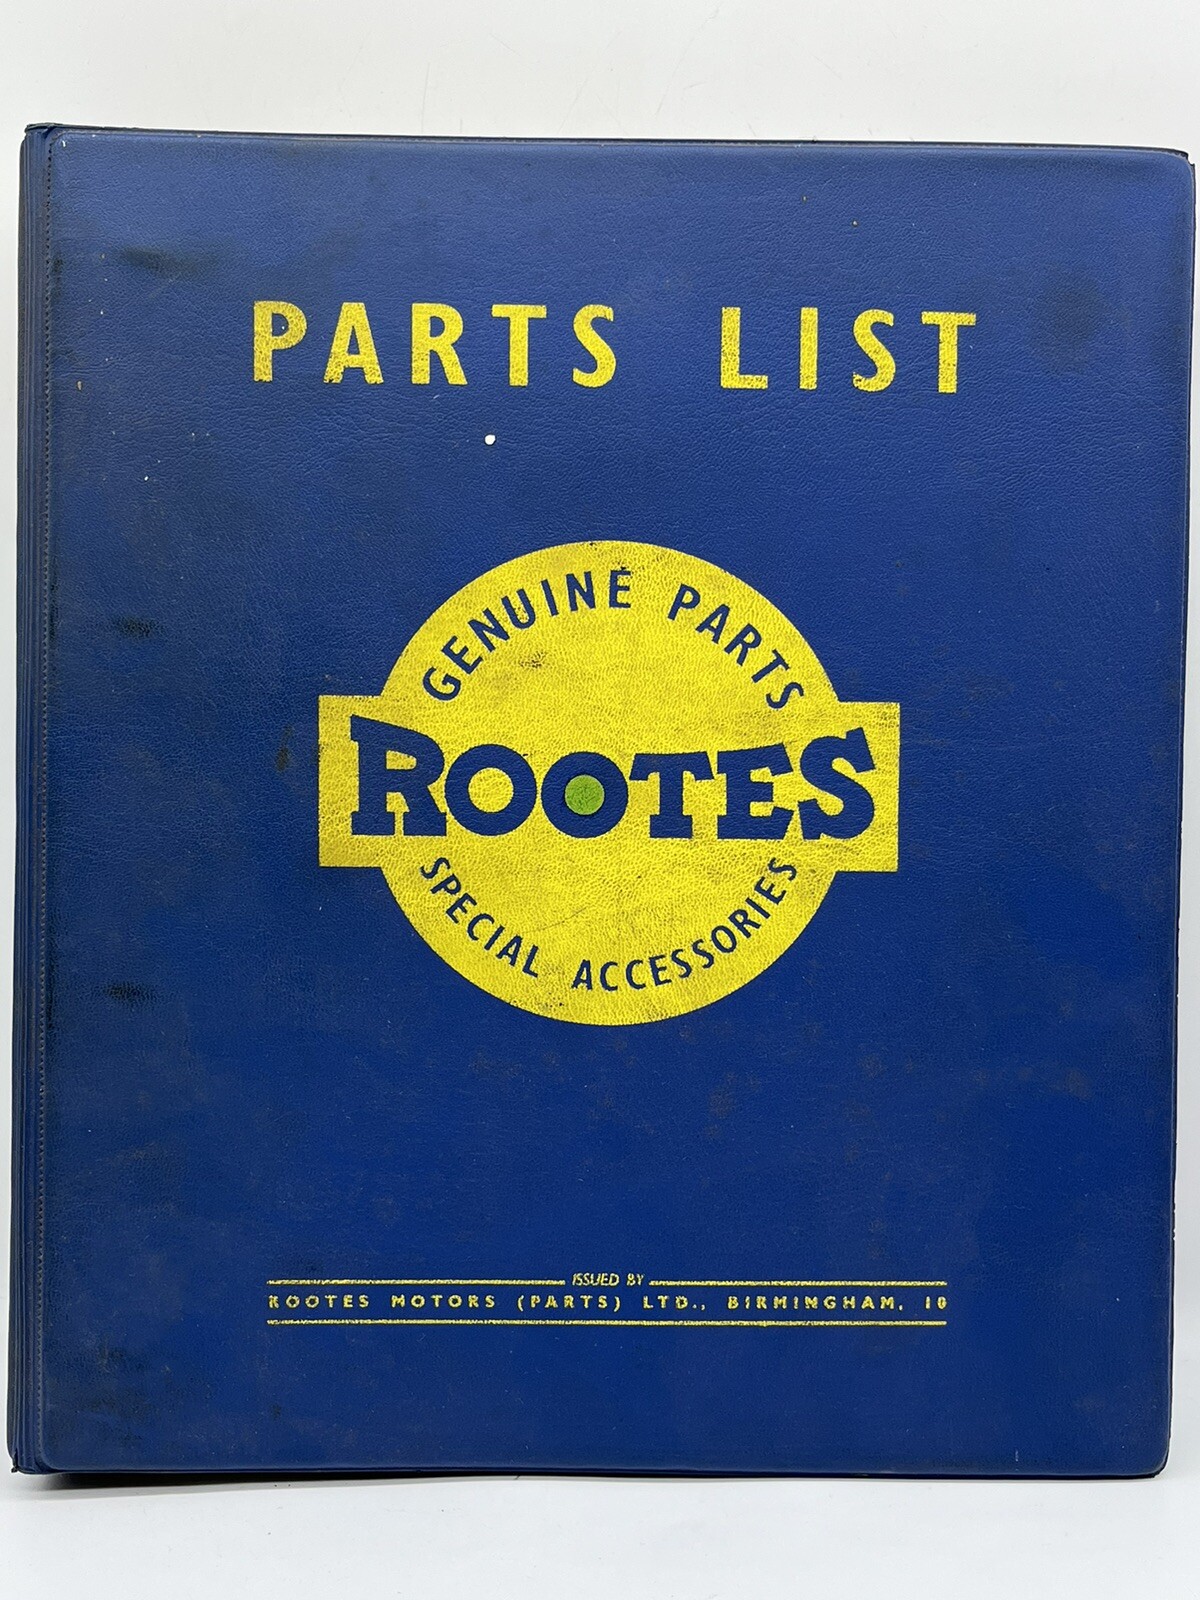 PARTS LIST
GENUINE PARTS
ROOTES
SPECIAL ACCESSORIES
ISSUED BY
ROOTES MOTORS (PARTS) LTD., BIRMINGHAM, 10